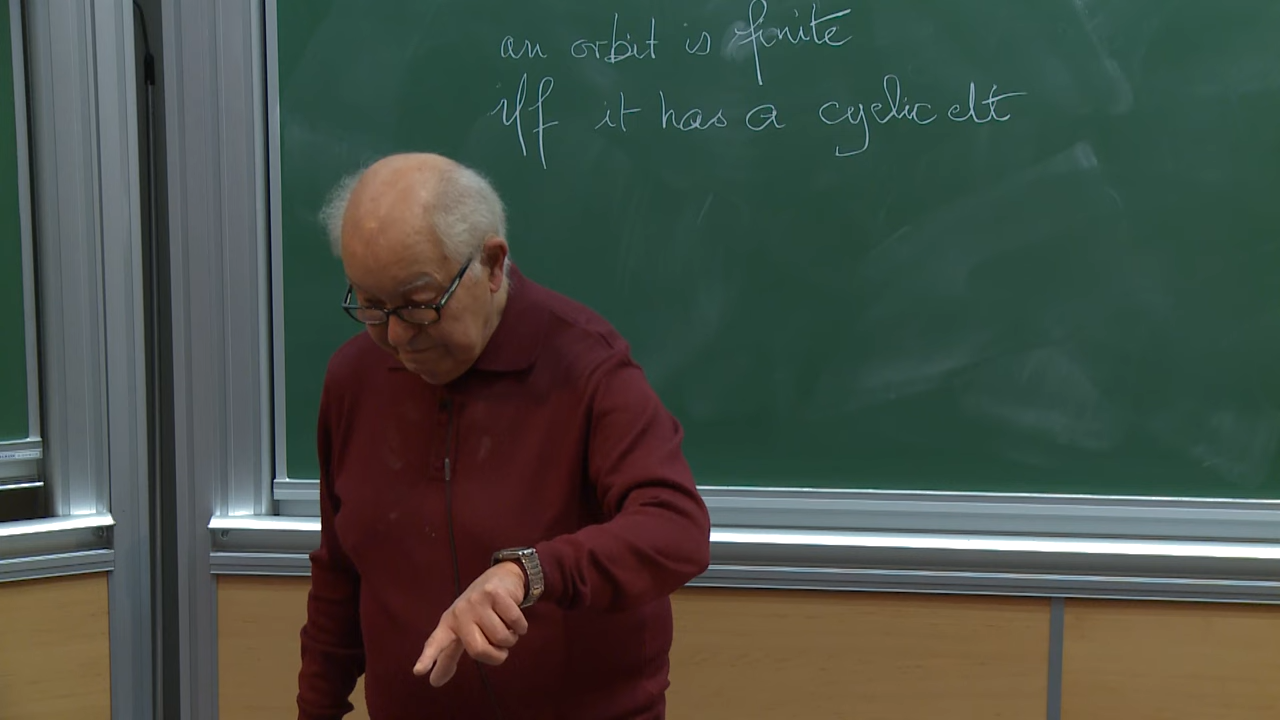 an orbit is finite
iff it has a cyclic elt